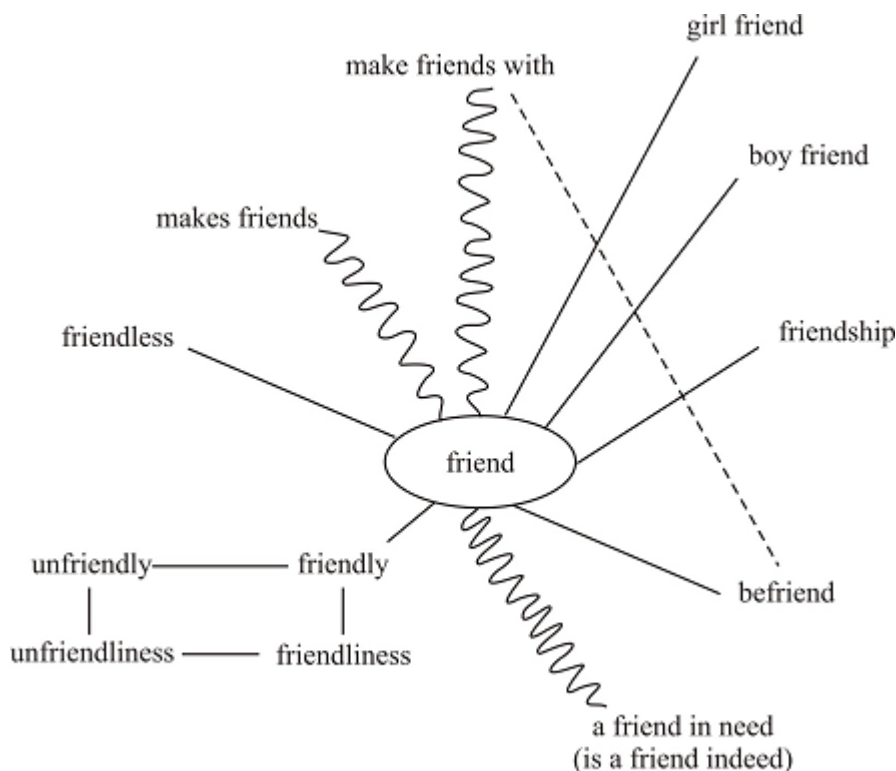 girl friend
make friends with
boy friend
makes friends
friendless
friendship
friend
unfriendly
friendly
befriend
unfriendliness
friendliness
a friend in need
(is a friend indeed)